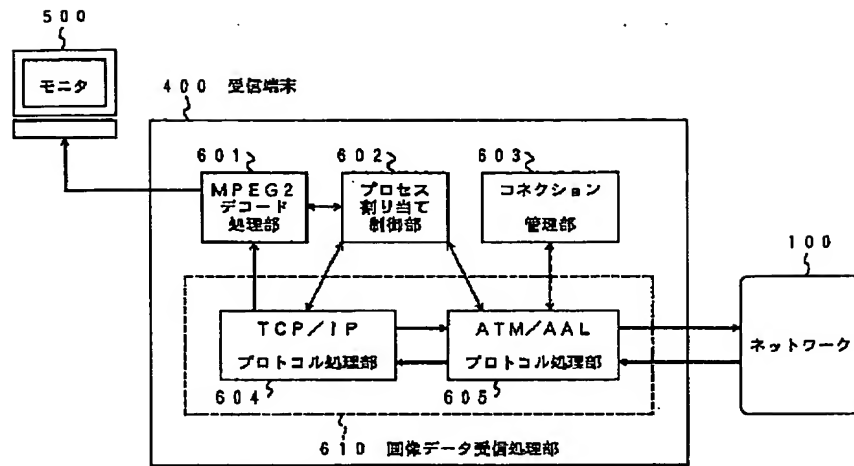 500
モニタ
400 受信端末
601
MPEG2
デコード
処理部
602
プロセス
割り当て
制御部
603
コネクション
管理部
100
ネットワーク
TCP/IP
プロトコル処理部
604
ATM/AAL
プロトコル処理部
605
610 画像データ受信処理部